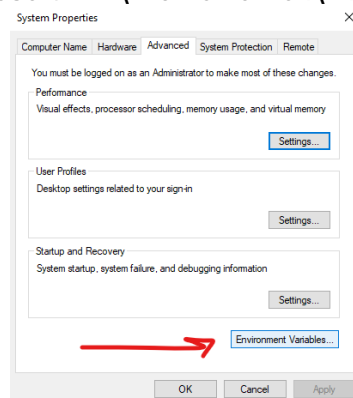 System Properties
Computer Name Hardware Advanced System Protection Remote
You must be logged on as an Administrator to make most of these changes.
Performance
Visual effects, processor scheduling, memory usage, and virtual memory
Settings...
User Profiles
Desktop settings related to your sign-in
Settings...
Startup and Recovery
System startup, system failure, and debugging information
Settings...
Environment Variables...
OK Cancel Apply